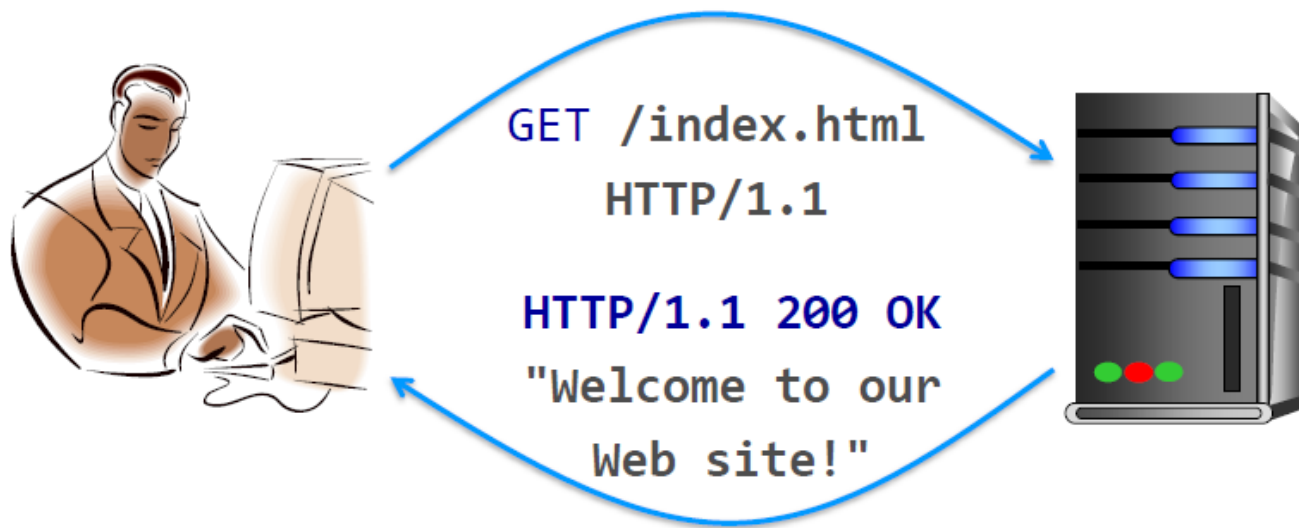 GET /index.html
HTTP/1.1
HTTP/1.1 200 OK
"Welcome to our
Web site!"